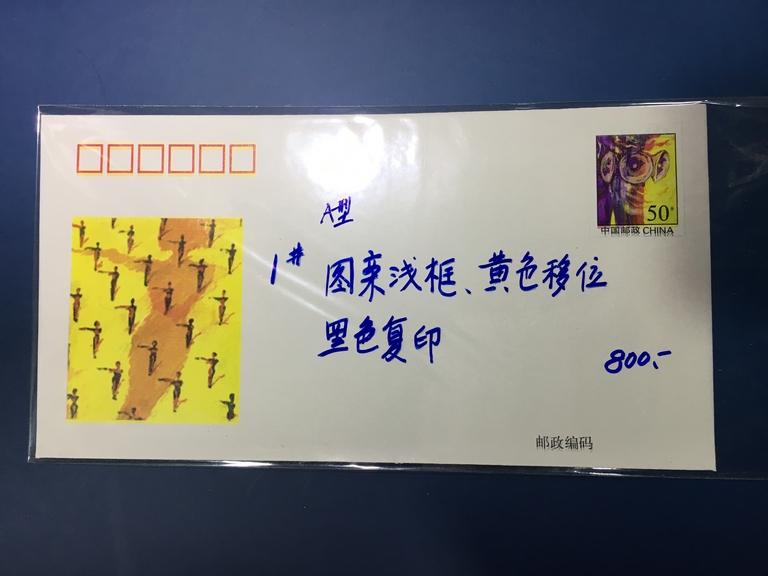 50分
中国邮政 CHINA
A型
1# 图案浅框、黄色移位
黑色复印
800.-
邮政编码